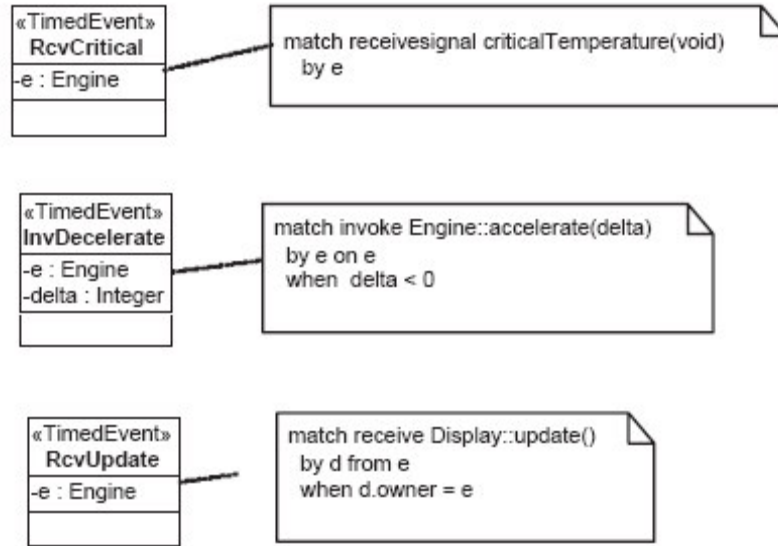 «TimedEvent»
RcvCritical
-e : Engine
match receivesignal criticalTemperature(void)
by e
«TimedEvent»
InvDecelerate
-e : Engine
-delta : Integer
match invoke Engine::accelerate(delta)
by e on e
when delta < 0
«TimedEvent»
RcvUpdate
-e : Engine
match receive Display::update()
by d from e
when d.owner = e